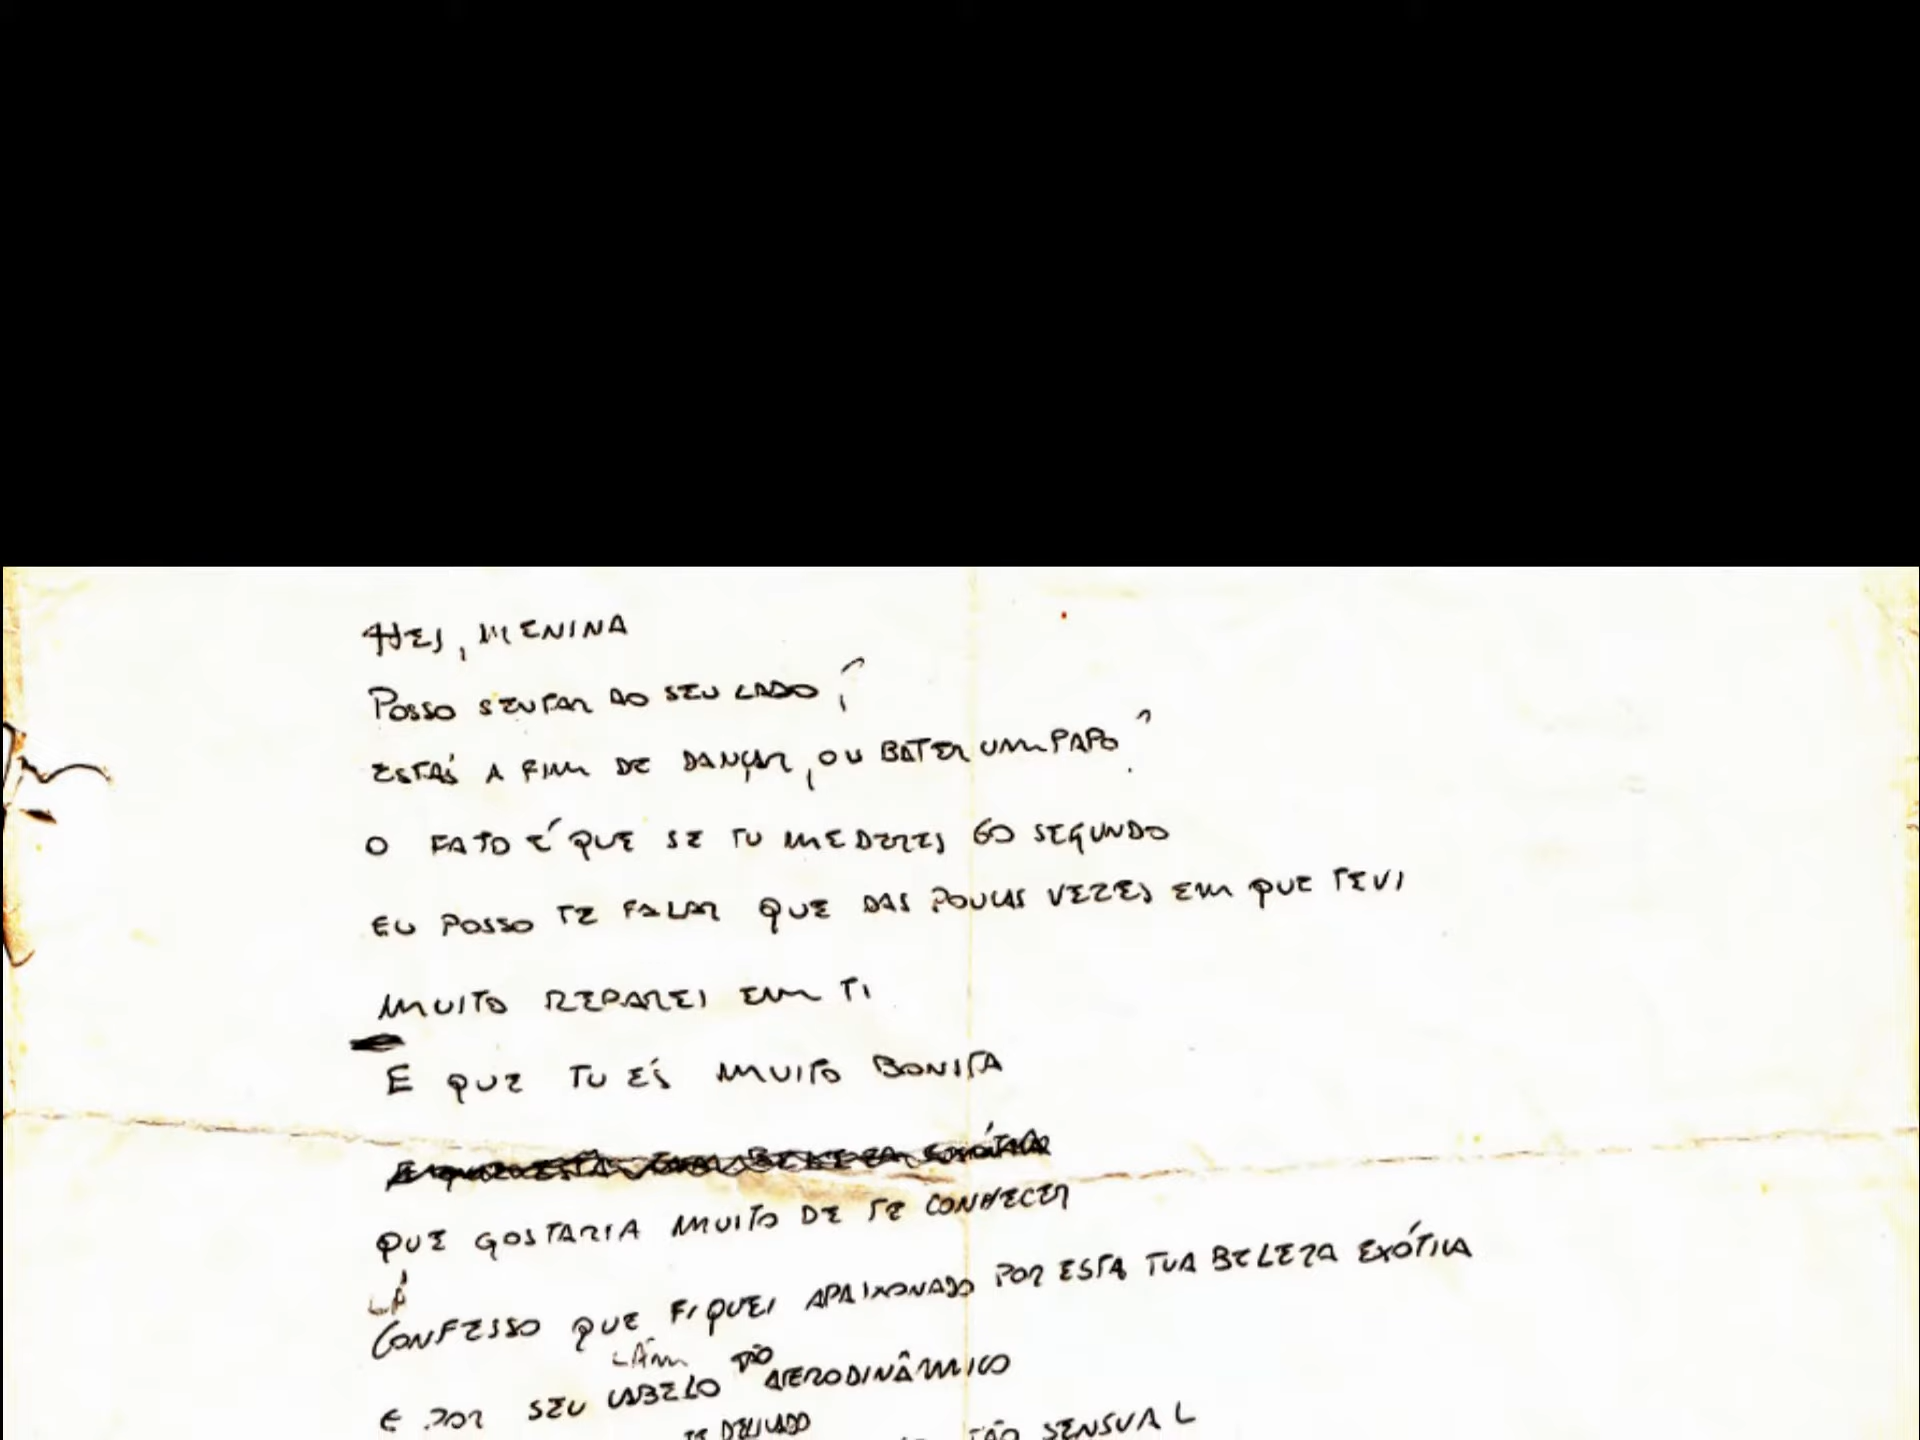 HEI, MENINA
POSSO SENTAR AO SEU LADO?
ESTÁS A FIM DE DANÇAR, OU BATER UM PAPO?
O FATO É QUE SE TU ME DERES 60 SEGUNDO
EU POSSO TE FALAR QUE DAS POUCAS VEZES EM QUE TE VI
MUITO REPAREI EM TI
E QUE TU ÉS MUITO BONITA
QUE GOSTARIA MUITO DE TE CONHECER
LÁ
CONFESSO QUE FIQUEI APAIXONADO POR ESTA TUA BELEZA EXÓTICA
LÂM TÃO
E POR SEU CABELO AERODINÂMICO
DELICADO
TÃO SENSUAL